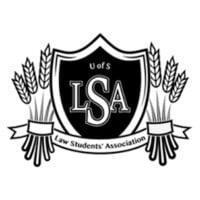 U of S
LSA
Law Students' Association